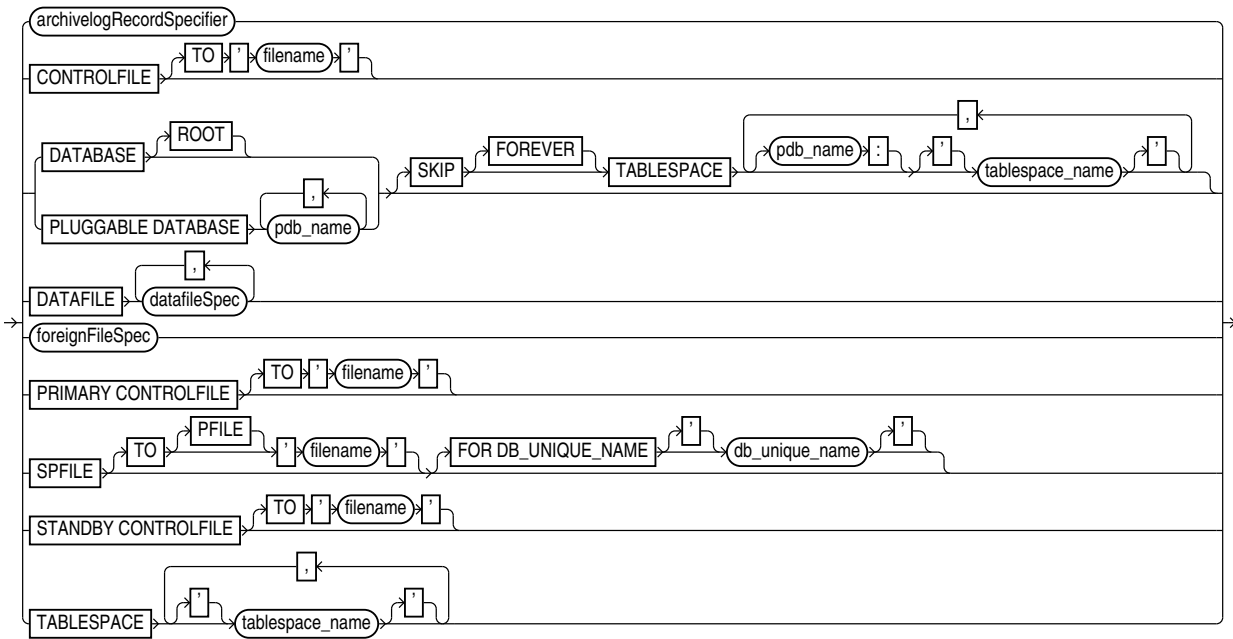 archivelogRecordSpecifier
TO ' filename '
CONTROLFILE
,
ROOT FOREVER pdb_name : ' '
DATABASE SKIP TABLESPACE tablespace_name
,
PLUGGABLE DATABASE pdb_name
,
DATAFILE datafileSpec
foreignFileSpec
TO ' filename '
PRIMARY CONTROLFILE
PFILE ' '
TO ' filename ' FOR DB_UNIQUE_NAME db_unique_name
SPFILE
TO ' filename '
STANDBY CONTROLFILE
,
' '
TABLESPACE tablespace_name